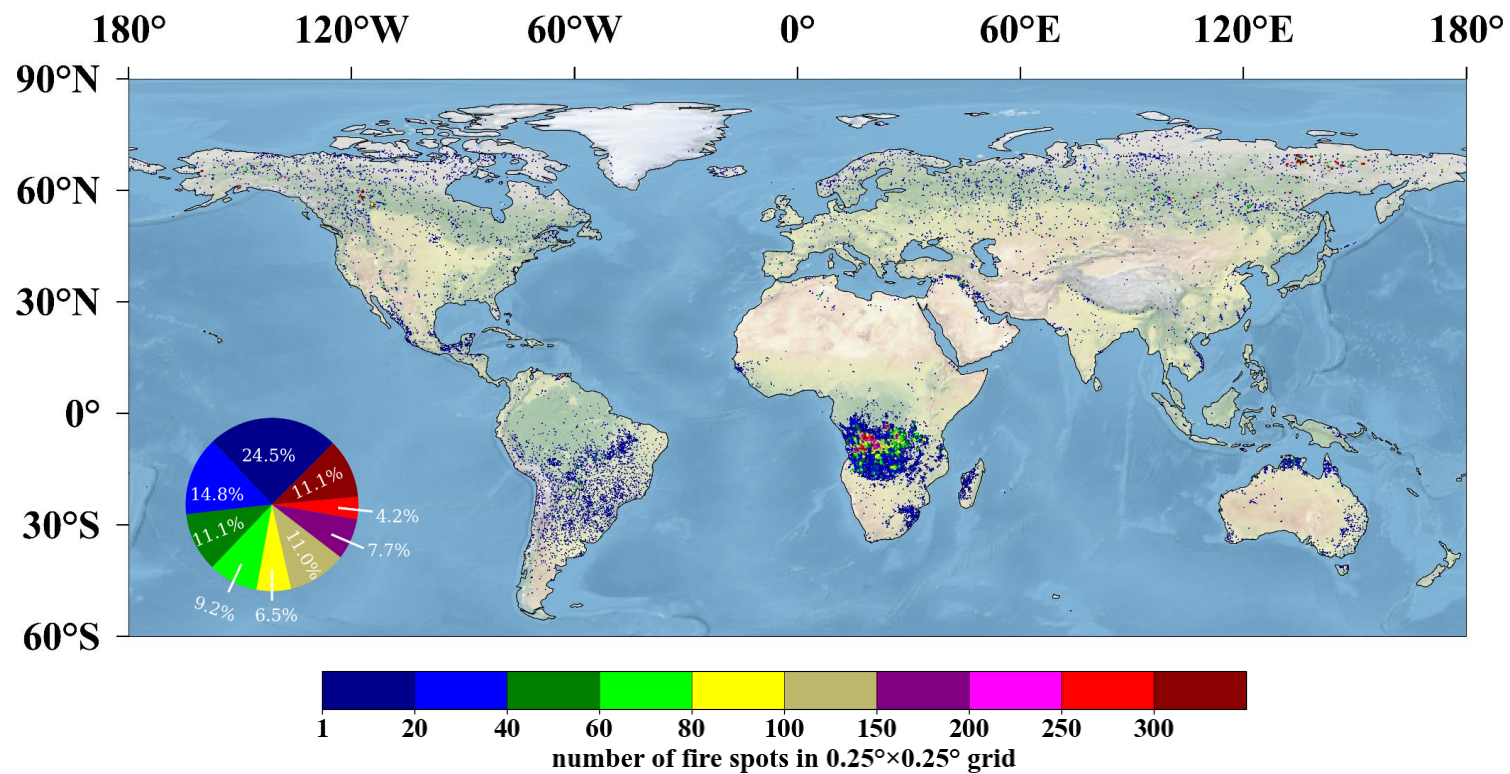 180° 120°W 60°W 0° 60°E 120°E 180°
90°N
60°N
30°N
0°
30°S
60°S
24.5%
14.8%
11.1%
11.1%
4.2%
7.7%
11.0%
9.2%
6.5%
1 20 40 60 80 100 150 200 250 300
number of fire spots in 0.25°×0.25° grid